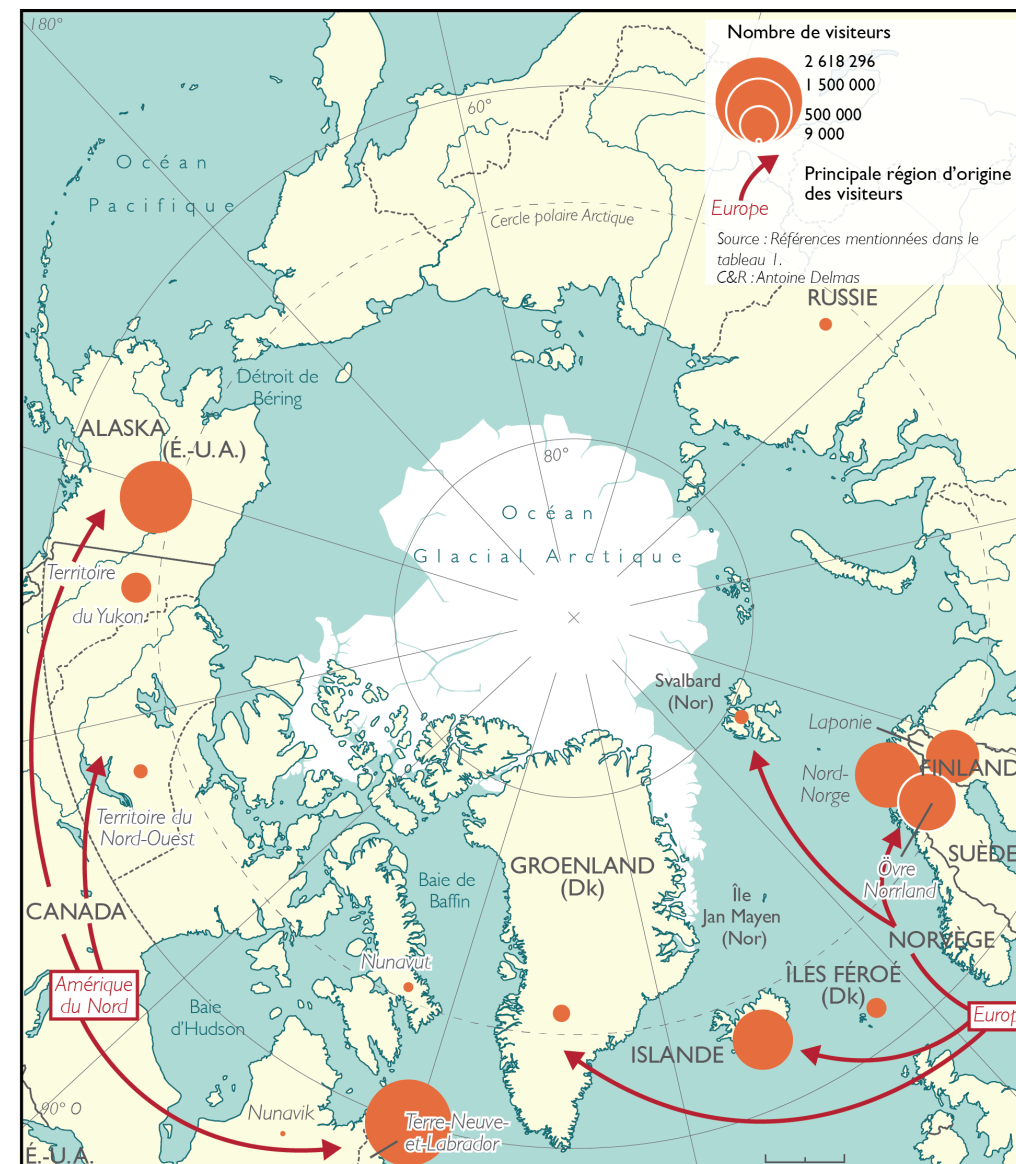 180°
Nombre de visiteurs
2 618 296
1 500 000
500 000
9 000
Principale région d'origine
des visiteurs
Europe
Source : Références mentionnées dans le
tableau 1.
C&R : Antoine Delmas
60°
Océan
Pacifique
Cercle polaire Arctique
RUSSIE
Détroit de
Béring
ALASKA
(É.-U.A.)
80°
Océan
Glacial Arctique
Territoire
du Yukon
Svalbard
(Nor)
Laponie
FINLAND
Nord-
Norge
Territoire du
Nord-Ouest
GROENLAND
(Dk)
SUÈDE
Övre
Norrland
Baie de
Baffin
Île
Jan Mayen
(Nor)
CANADA
NORVÈGE
Nunavut
ÎLES FÉROÉ
(Dk)
Amérique
du Nord
Baie
d'Hudson
Europ
ISLANDE
90° O
Nunavik
Terre-Neuve-
et-Labrador
É.-U.A.